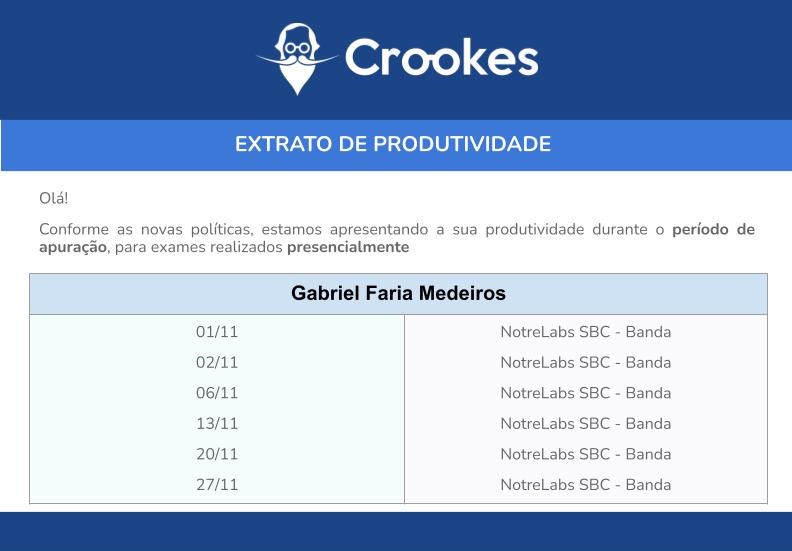 Crookes
EXTRATO DE PRODUTIVIDADE
Olá!
Conforme as novas políticas, estamos apresentando a sua produtividade durante o período de
apuração, para exames realizados presencialmente
Gabriel Faria Medeiros
01/11 NotreLabs SBC - Banda
02/11 NotreLabs SBC - Banda
06/11 NotreLabs SBC - Banda
13/11 NotreLabs SBC - Banda
20/11 NotreLabs SBC - Banda
27/11 NotreLabs SBC - Banda